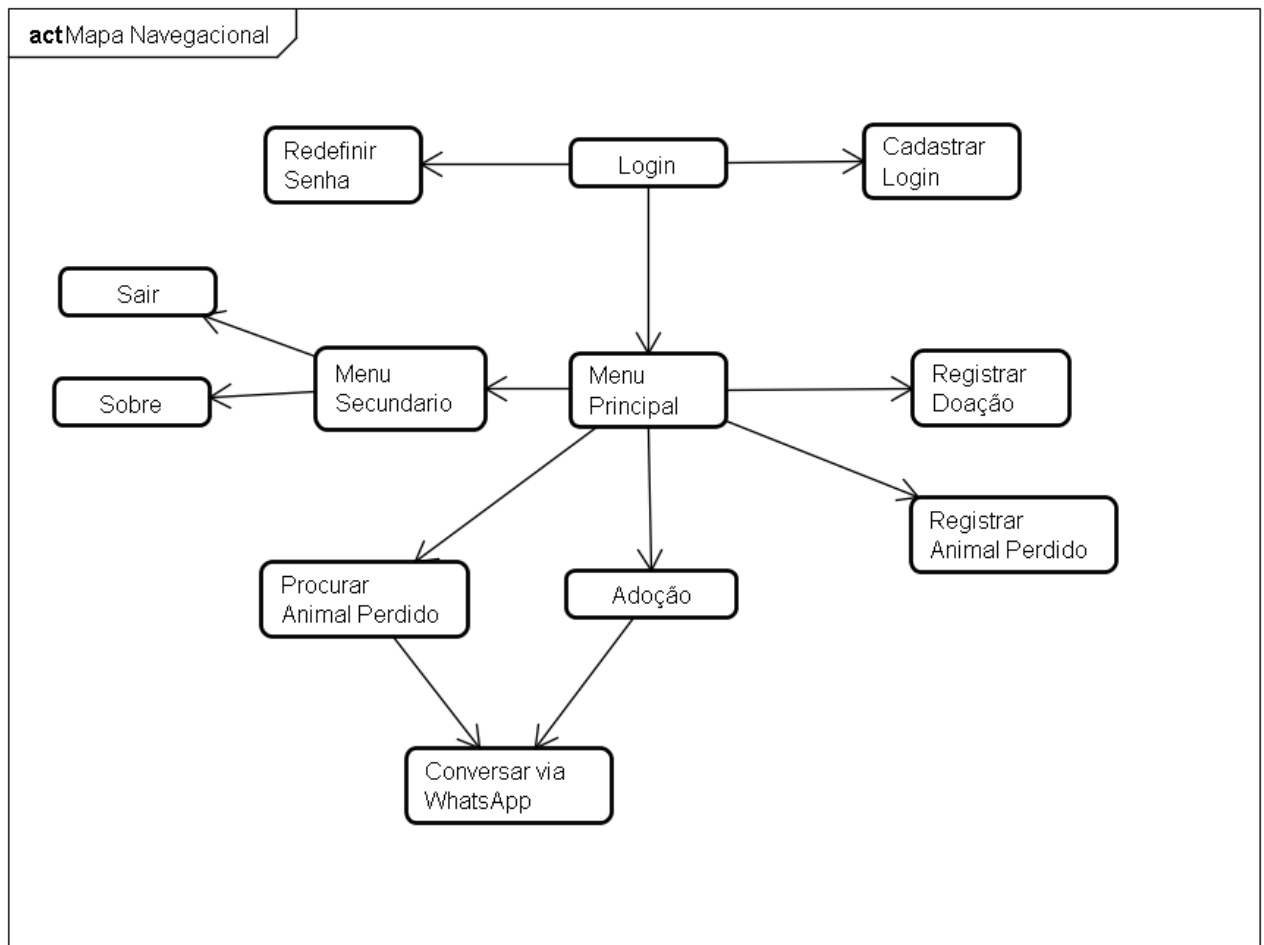 act Mapa Navegacional
Redefinir
Senha
Login
Cadastrar
Login
Sair
Sobre
Menu
Secundario
Menu
Principal
Registrar
Doação
Registrar
Animal Perdido
Procurar
Animal Perdido
Adoção
Conversar via
WhatsApp